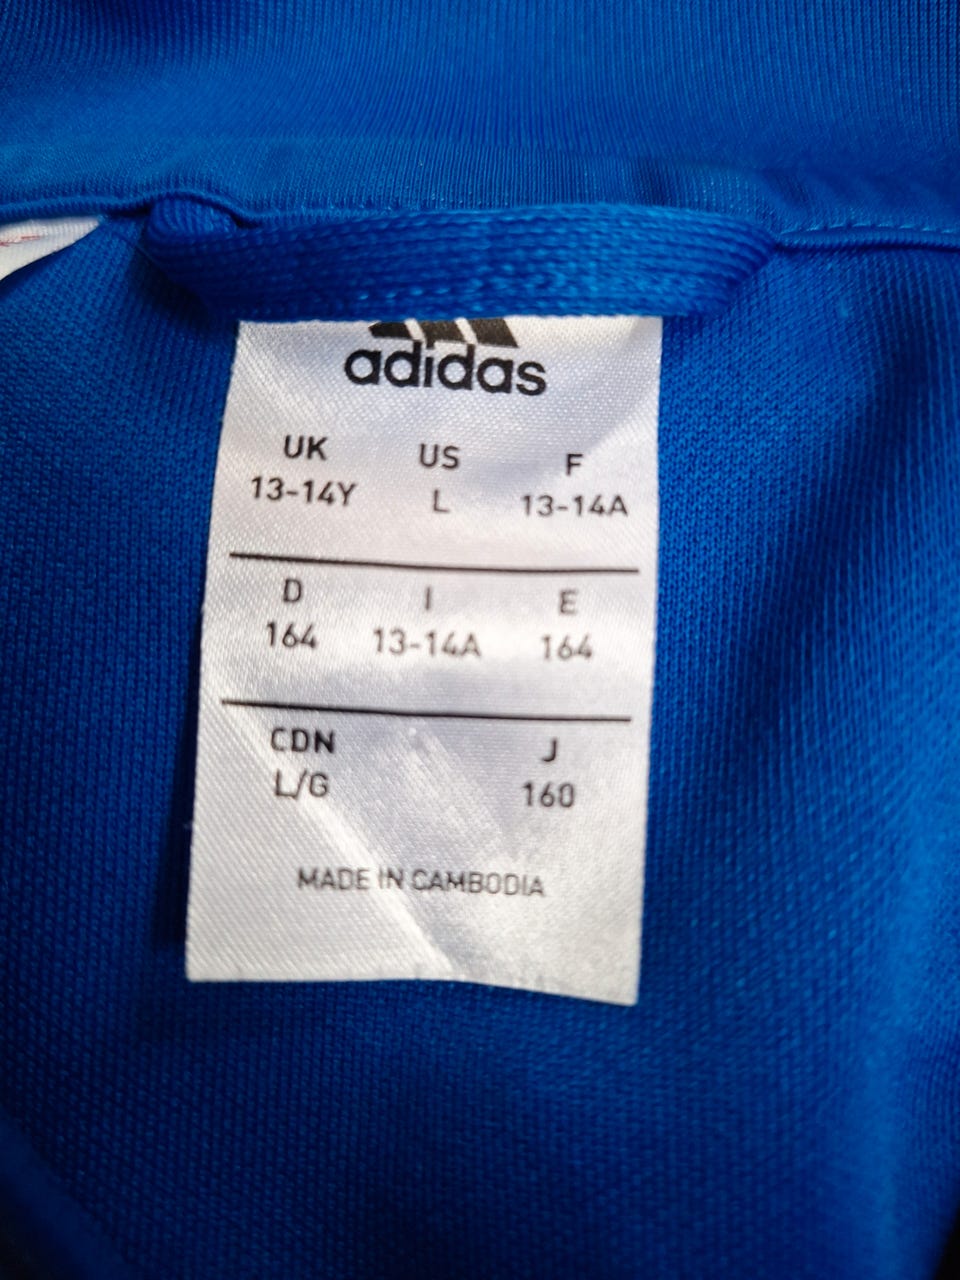 adidas
UK US F
13-14Y L 13-14A
D I E
164 13-14A 164
CDN J
L/G 160
MADE IN CAMBODIA